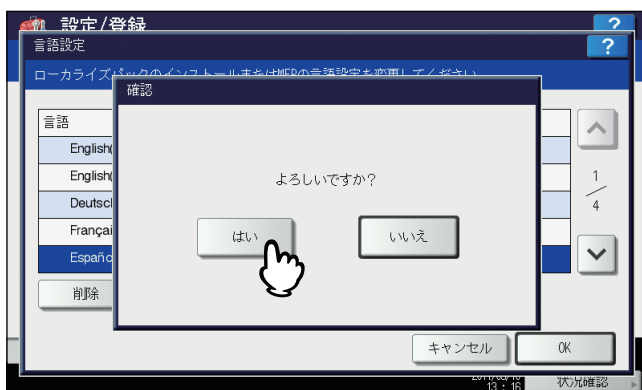 設定/登録
?
言語設定
?
ローカライズパックのインストールまたはMFPの言語設定を変更してください
確認
言語
English(
English(
Deutsch
Françai
Españo
よろしいですか?
はい
いいえ
1
4
削除
キャンセル
OK
13:16
状況確認